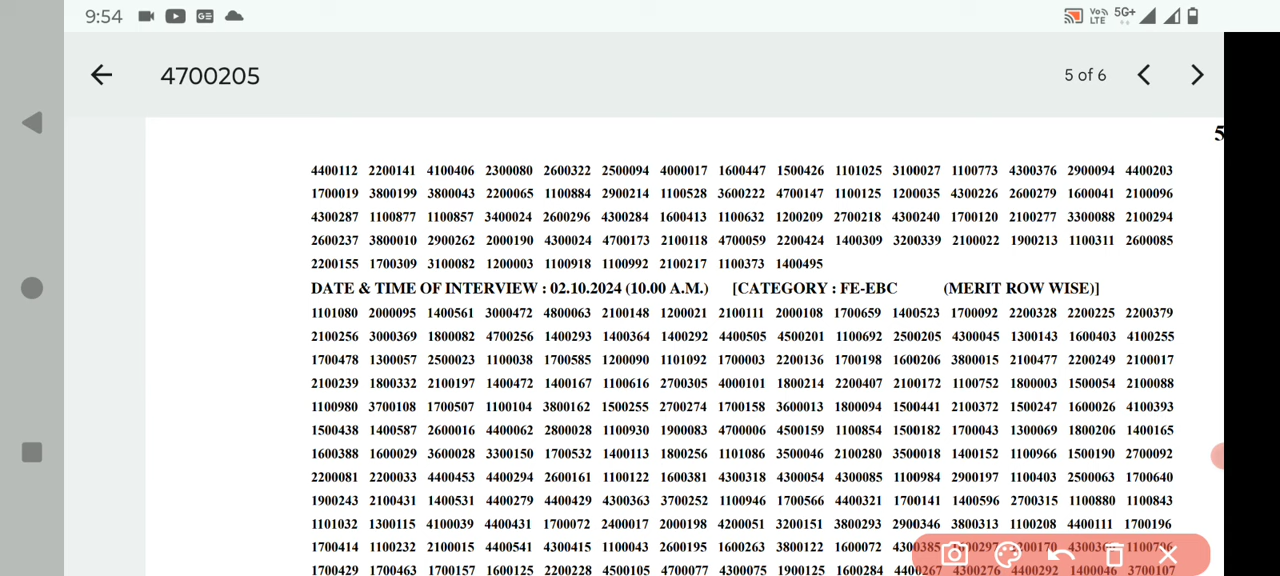 9:54
Vo)) LTE 5G+
4700205
5 of 6
5
4400112 2200141 4100406 2300080 2600322 2500094 4000017 1600447 1500426 1101025 3100027 1100773 4300376 2900094 4400203
1700019 3800199 3800043 2200065 1100884 2900214 1100528 3600222 4700147 1100125 1200035 4300226 2600279 1600041 2100096
4300287 1100877 1100857 3400024 2600296 4300284 1600413 1100632 1200209 2700218 4300240 1700120 2100277 3300088 2100294
2600237 3800010 2900262 2000190 4300024 4700173 2100118 4700059 2200424 1400309 3200339 2100022 1900213 1100311 2600085
2200155 1700309 3100082 1200003 1100918 1100992 2100217 1100373 1400495
DATE & TIME OF INTERVIEW : 02.10.2024 (10.00 A.M.) [CATEGORY : FE-EBC (MERIT ROW WISE)]
1101080 2000095 1400561 3000472 4800063 2100148 1200021 2100111 2000108 1700659 1400523 1700092 2200328 2200225 2200379
2100256 3000369 1800082 4700256 1400293 1400364 1400292 4400505 4500201 1100692 2500205 4300045 1300143 1600403 4100255
1700478 1300057 2500023 1100038 1700585 1200090 1101092 1700003 2200136 1700198 1600206 3800015 2100477 2200249 2100017
2100239 1800332 2100197 1400472 1400167 1100616 2700305 4000101 1800214 2200407 2100172 1100752 1800003 1500054 2100088
1100980 3700108 1700507 1100104 3800162 1500255 2700274 1700158 3600013 1800094 1500441 2100372 1500247 1600026 4100393
1500438 1400587 2600016 4400062 2800028 1100930 1900083 4700006 4500159 1100854 1500182 1700043 1300069 1800206 1400165
1600388 1600029 3600028 3300150 1700532 1400113 1800256 1101086 3500046 2100280 3500018 1400152 1100966 1500190 2700092
2200081 2200033 4400453 4400294 2600161 1100122 1600381 4300318 4300054 4300085 1100984 2900197 1100403 2500063 1700640
1900243 2100431 1400531 4400279 4400429 4300363 3700252 1100946 1700566 4400321 1700141 1400596 2700315 1100880 1100843
1101032 1300115 4100039 4400431 1700072 2400017 2000198 4200051 3200151 3800293 2900346 3800313 1100208 4400111 1700196
1700414 1100232 2100015 4400541 4300415 1100043 2600195 1600263 3800122 1600072 4300385
1700429 1700463 1700157 1600125 2200228 4500105 4700077 4300075 1900125 1600284 4400267 4300276 4400292 1400046 3700107